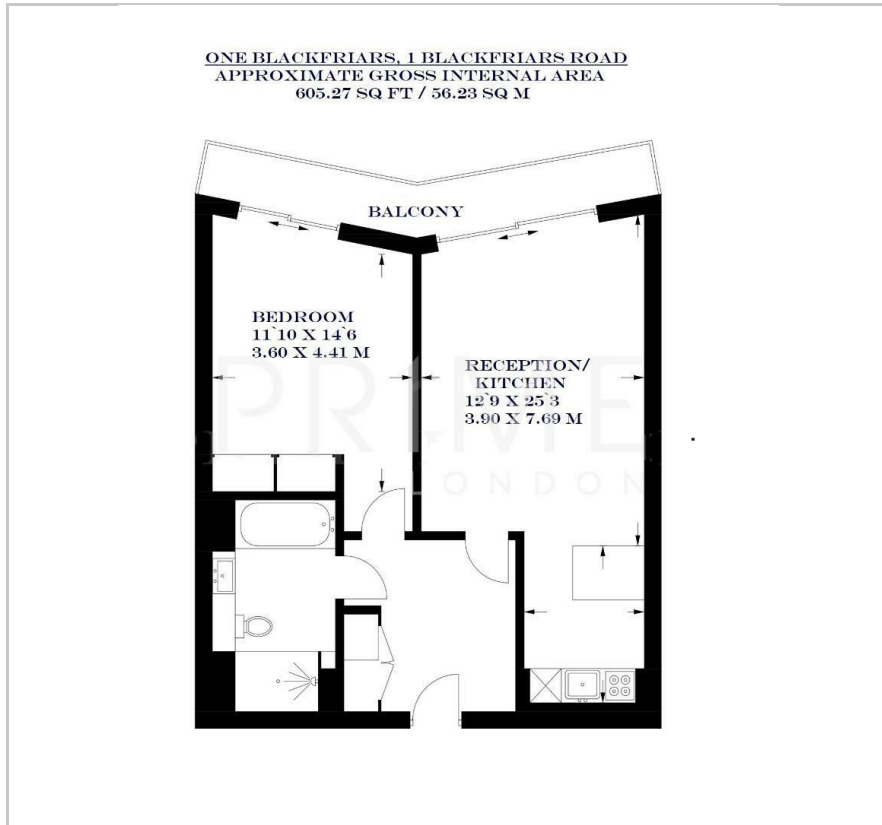 ONE BLACKFRIARS, 1 BLACKFRIARS ROAD
APPROXIMATE GROSS INTERNAL AREA
605.27 SQ FT / 56.23 SQ M
BALCONY
BEDROOM
11`10 X 14`6
3.60 X 4.41 M
RECEPTION/
KITCHEN
12`9 X 25`3
3.90 X 7.69 M
PRIME
LONDON